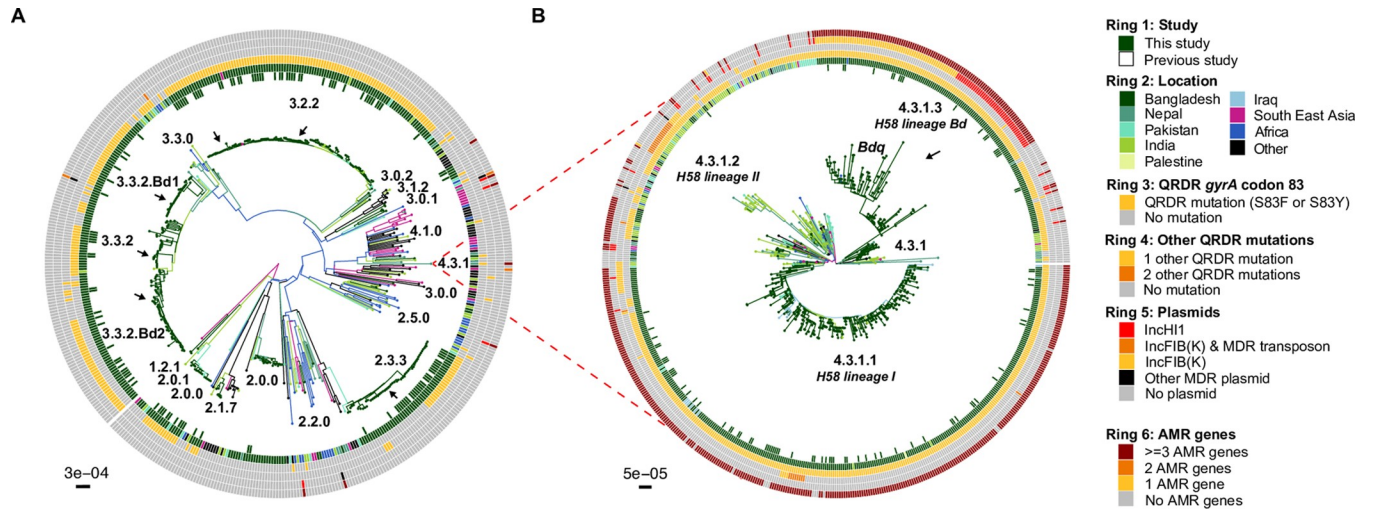 A
3.2.2
3.3.0
3.3.2.Bd1
3.3.2
3.3.2.Bd2
1.2.1
2.0.1
2.0.0
2.1.7
2.0.0
2.2.0
2.3.3
2.5.0
3.0.0
4.3.1
4.1.0
3.0.1
3.1.2
3.0.2
3e−04
B
4.3.1.3
H58 lineage Bd
Bdq
4.3.1.2
H58 lineage II
4.3.1
4.3.1.1
H58 lineage I
5e−05
Ring 1: Study
This study
Previous study
Ring 2: Location
Bangladesh
Nepal
Pakistan
India
Palestine
Iraq
South East Asia
Africa
Other
Ring 3: QRDR gyrA codon 83
QRDR mutation (S83F or S83Y)
No mutation
Ring 4: Other QRDR mutations
1 other QRDR mutation
2 other QRDR mutations
No mutation
Ring 5: Plasmids
IncHI1
IncFIB(K) & MDR transposon
IncFIB(K)
Other MDR plasmid
No plasmid
Ring 6: AMR genes
>=3 AMR genes
2 AMR genes
1 AMR gene
No AMR genes